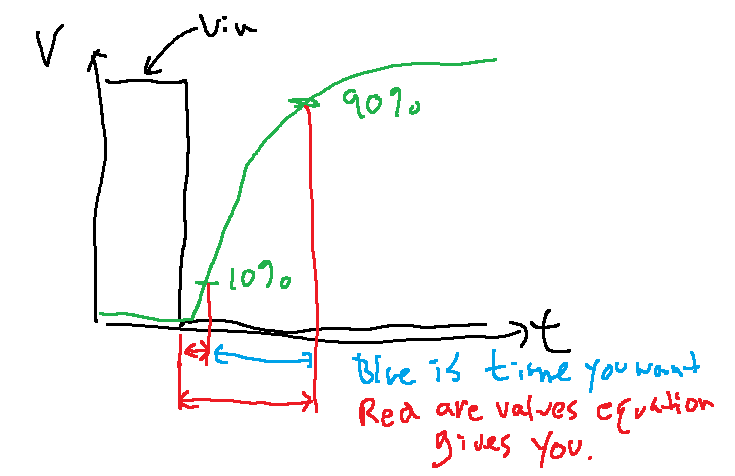 V
Vin
90%
10%
t
Blue is time you want
Red are values equation
gives you.